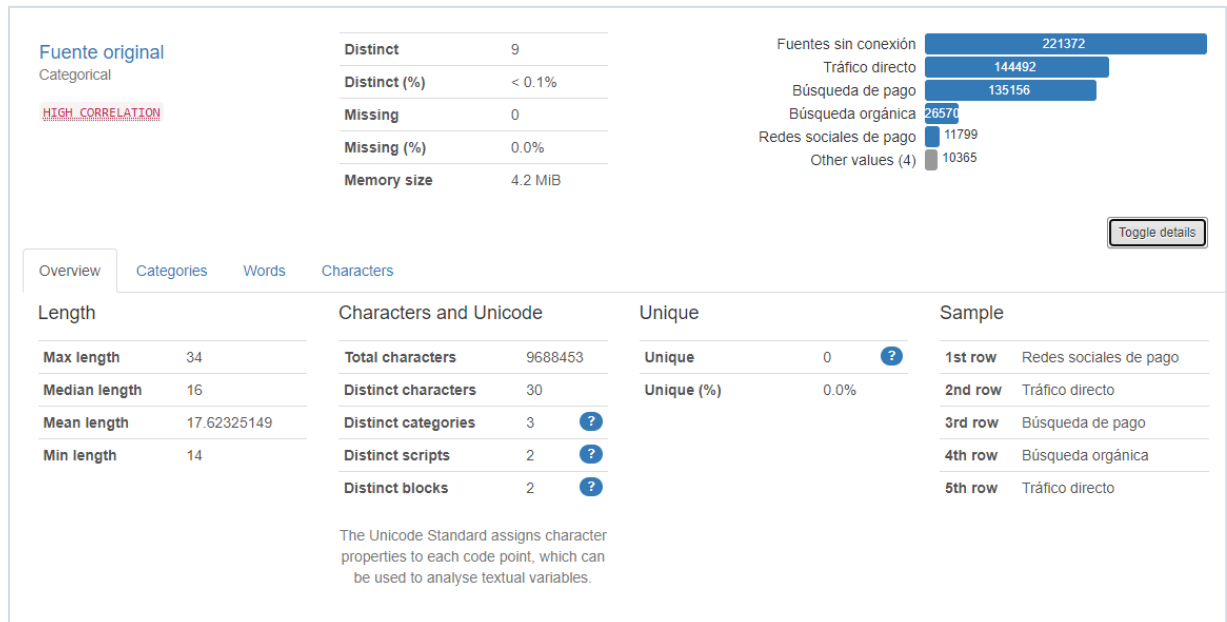 Fuente original
Categorical
HIGH CORRELATION
Distinct 9
Distinct (%) < 0.1%
Missing 0
Missing (%) 0.0%
Memory size 4.2 MiB
Fuentes sin conexión 221372
Tráfico directo 144492
Búsqueda de pago 135156
Búsqueda orgánica 26570
Redes sociales de pago 11799
Other values (4) 10365
Toggle details
Overview Categories Words Characters
Length
Max length 34
Median length 16
Mean length 17.62325149
Min length 14
Characters and Unicode
Total characters 9688453
Distinct characters 30
Distinct categories 3 ?
Distinct scripts 2 ?
Distinct blocks 2 ?
The Unicode Standard assigns character
properties to each code point, which can
be used to analyse textual variables.
Unique
Unique 0 ?
Unique (%) 0.0%
Sample
1st row Redes sociales de pago
2nd row Tráfico directo
3rd row Búsqueda de pago
4th row Búsqueda orgánica
5th row Tráfico directo